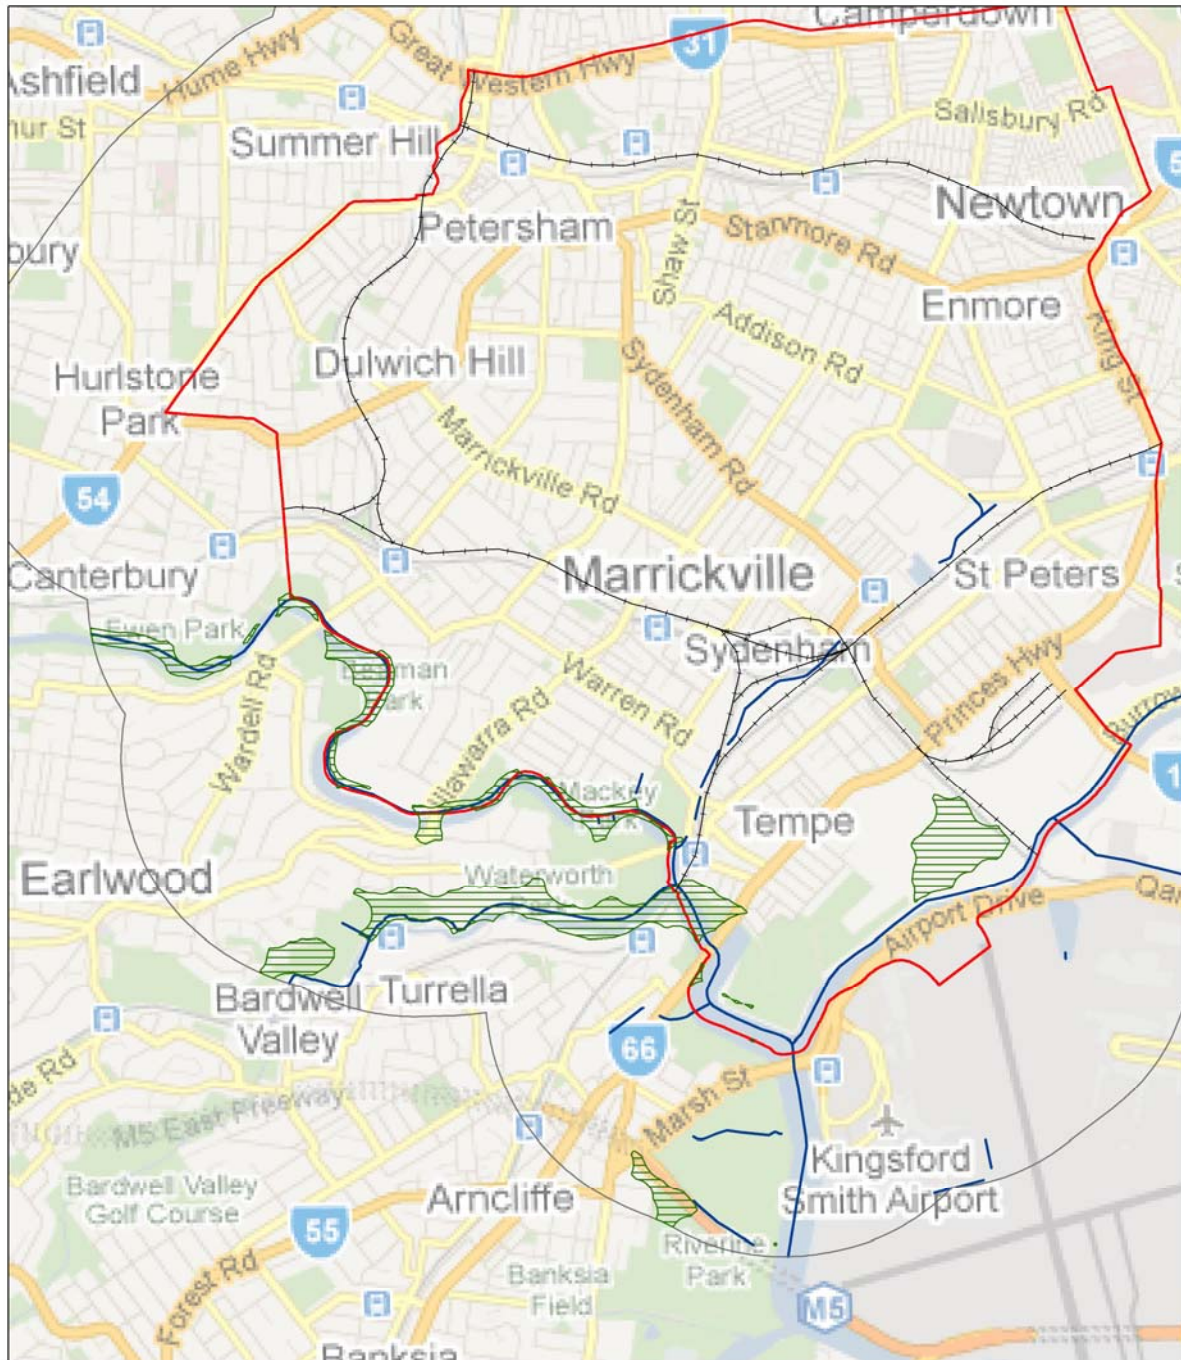 Camperdown
31
Ashfield
Hume Hwy
Great Western Hwy
Salisbury Rd
Summer Hill
Newtown
Petersham
Stanmore Rd
Shaw St
Enmore
Addison Rd
Dulwich Hill
Hurlstone
Park
King St
Sydenham Rd
Marrickville Rd
54
Canterbury
Marrickville
St Peters
Ewen Park
Sydenham
Warren Rd
Princes Hwy
Wardell Rd
Illawarra Rd
Mackey
Tempe
Earlwood
Waterworth
Airport Drive
Bardwell
Valley
Turrella
66
Marsh St
M5 East Freeway
Kingsford
Smith Airport
Bardwell Valley
Golf Course
Arncliffe
55
Riverine
Park
Forest Rd
Banksia
Field
M5
Banksia